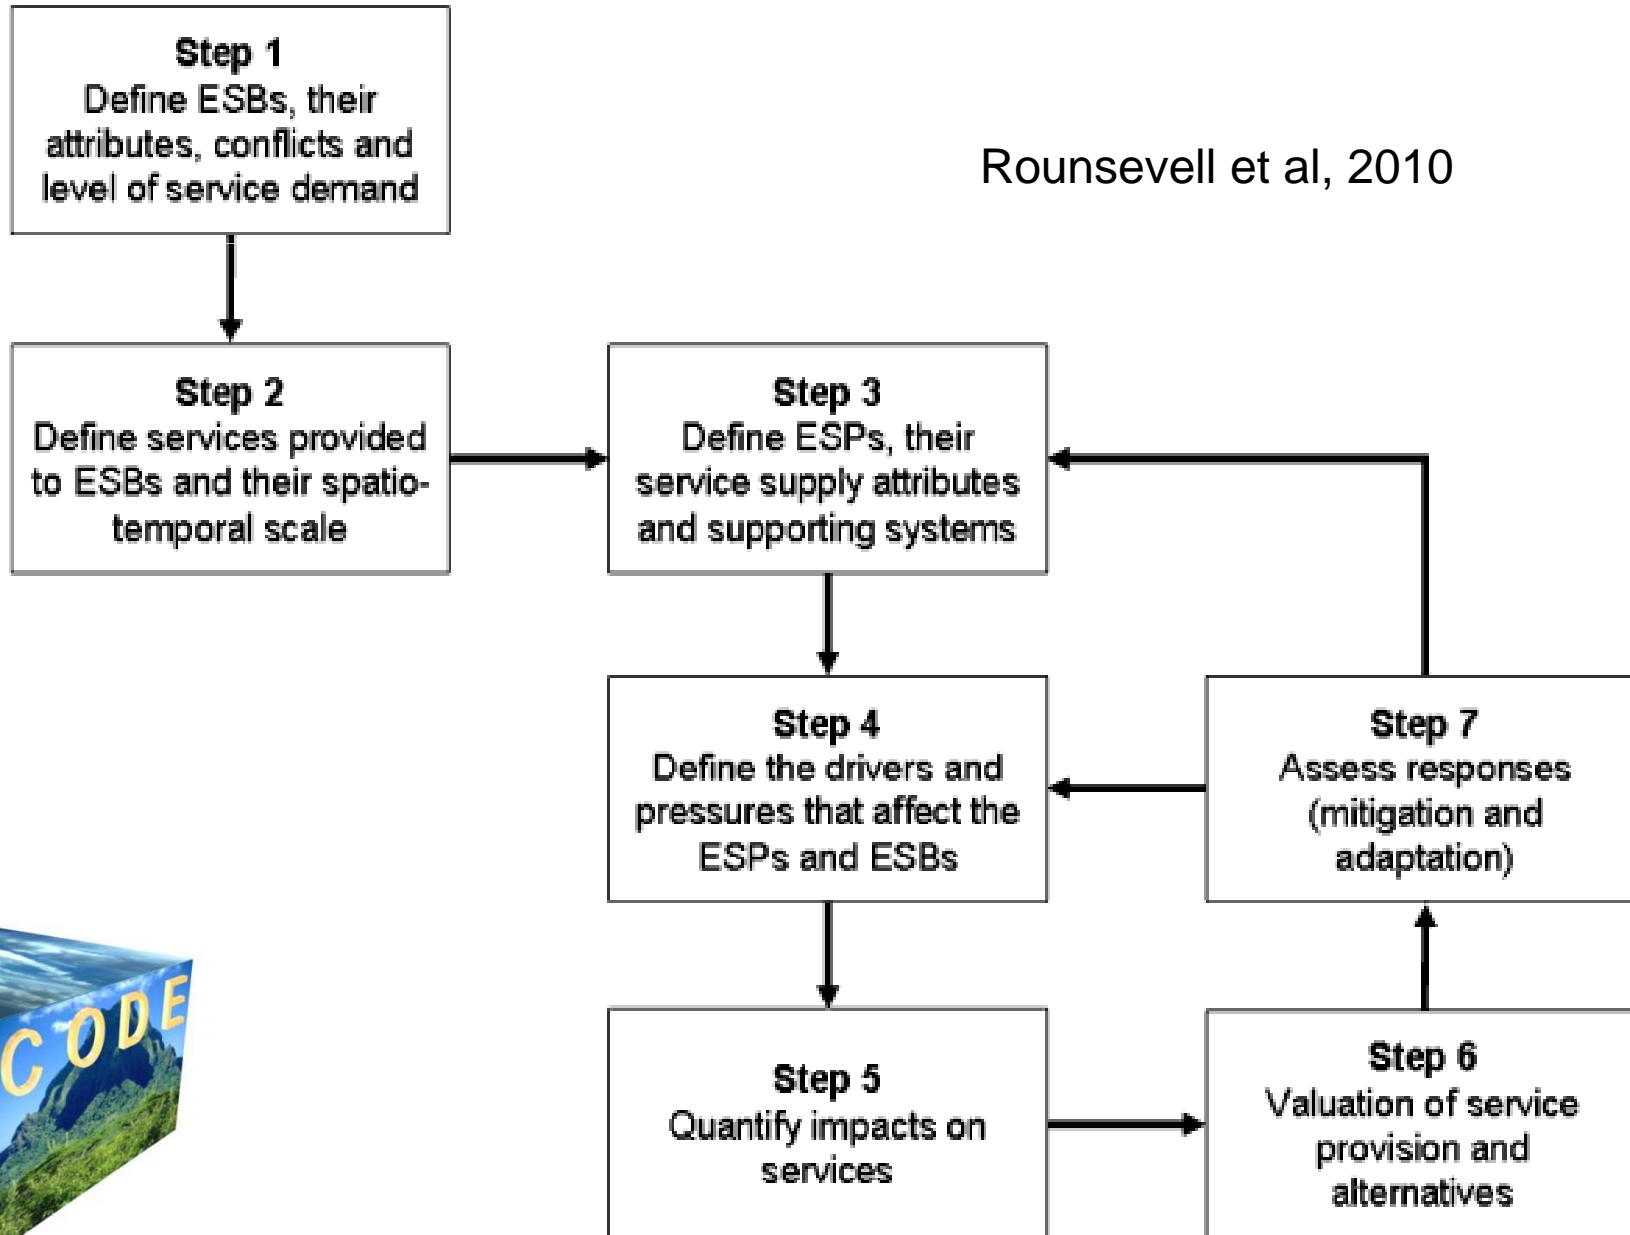 Step 1
Define ESBs, their
attributes, conflicts and
level of service demand
Rounsevell et al, 2010
Step 2
Define services provided
to ESBs and their spatio-
temporal scale
Step 3
Define ESPs, their
service supply attributes
and supporting systems
Step 4
Define the drivers and
pressures that affect the
ESPs and ESBs
Step 7
Assess responses
(mitigation and
adaptation)
Step 5
Quantify impacts on
services
Step 6
Valuation of service
provision and
alternatives
CODE